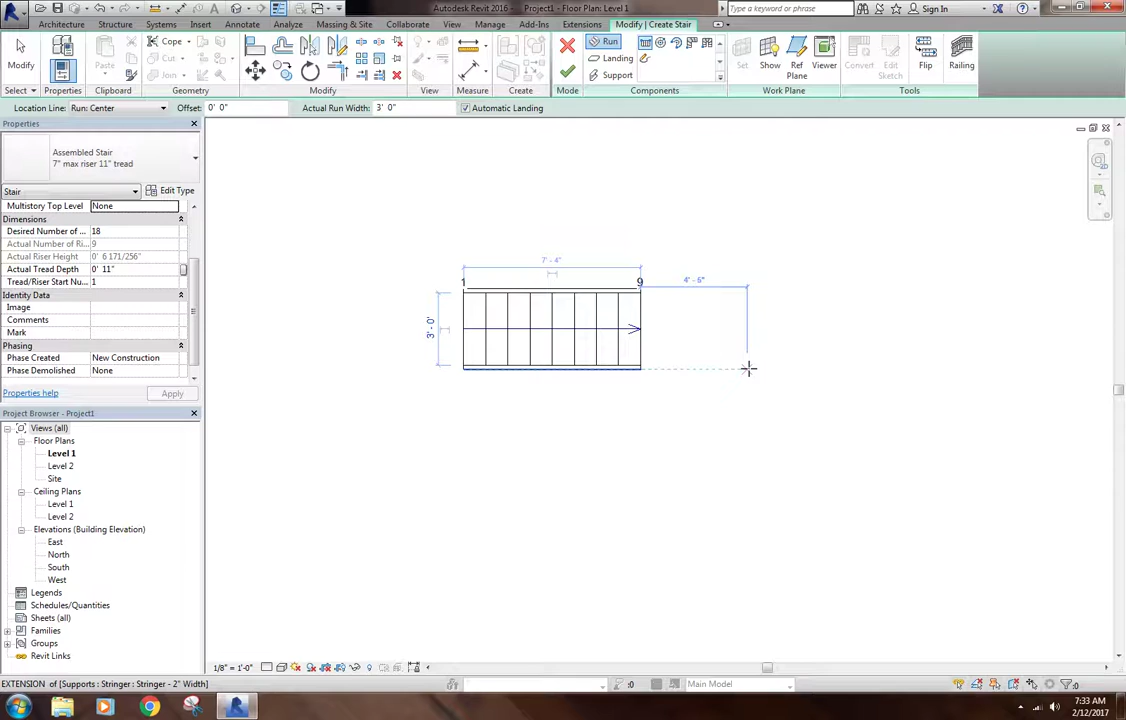 Autodesk Revit 2016 - Project1 - Floor Plan: Level 1
Type a keyword or phrase
Sign In
Architecture Structure Systems Insert Annotate Analyze Massing & Site Collaborate View Manage Add-Ins Extensions Modify | Create Stair
Modify
Paste
Cope
Cut
Join
Run
Landing
Support
Set Show Ref Plane Viewer
Convert Edit Sketch
Flip Railing
Select Properties Clipboard Geometry Modify View Measure Create Mode Components Work Plane Tools
Location Line: Run: Center Offset: 0' 0" Actual Run Width: 3' 0" Automatic Landing
Properties
Assembled Stair
7" max riser 11" tread
Stair Edit Type
Multistory Top Level None
Dimensions
Desired Number of ... 18
Actual Number of Ri... 9
Actual Riser Height 0' 6 171/256"
Actual Tread Depth 0' 11"
Tread/Riser Start Nu... 1
Identity Data
Image
Comments
Mark
Phasing
Phase Created New Construction
Phase Demolished None
Properties help Apply
Project Browser - Project1
Views (all)
Floor Plans
Level 1
Level 2
Site
Ceiling Plans
Level 1
Level 2
Elevations (Building Elevation)
East
North
South
West
Legends
Schedules/Quantities
Sheets (all)
Families
Groups
Revit Links
7' - 4"
1 9
4' - 5"
3' - 0"
1/8" = 1'-0"
EXTENSION of [Supports : Stringer : Stringer - 2" Width]
:0 Main Model :0
7:33 AM
2/12/2017